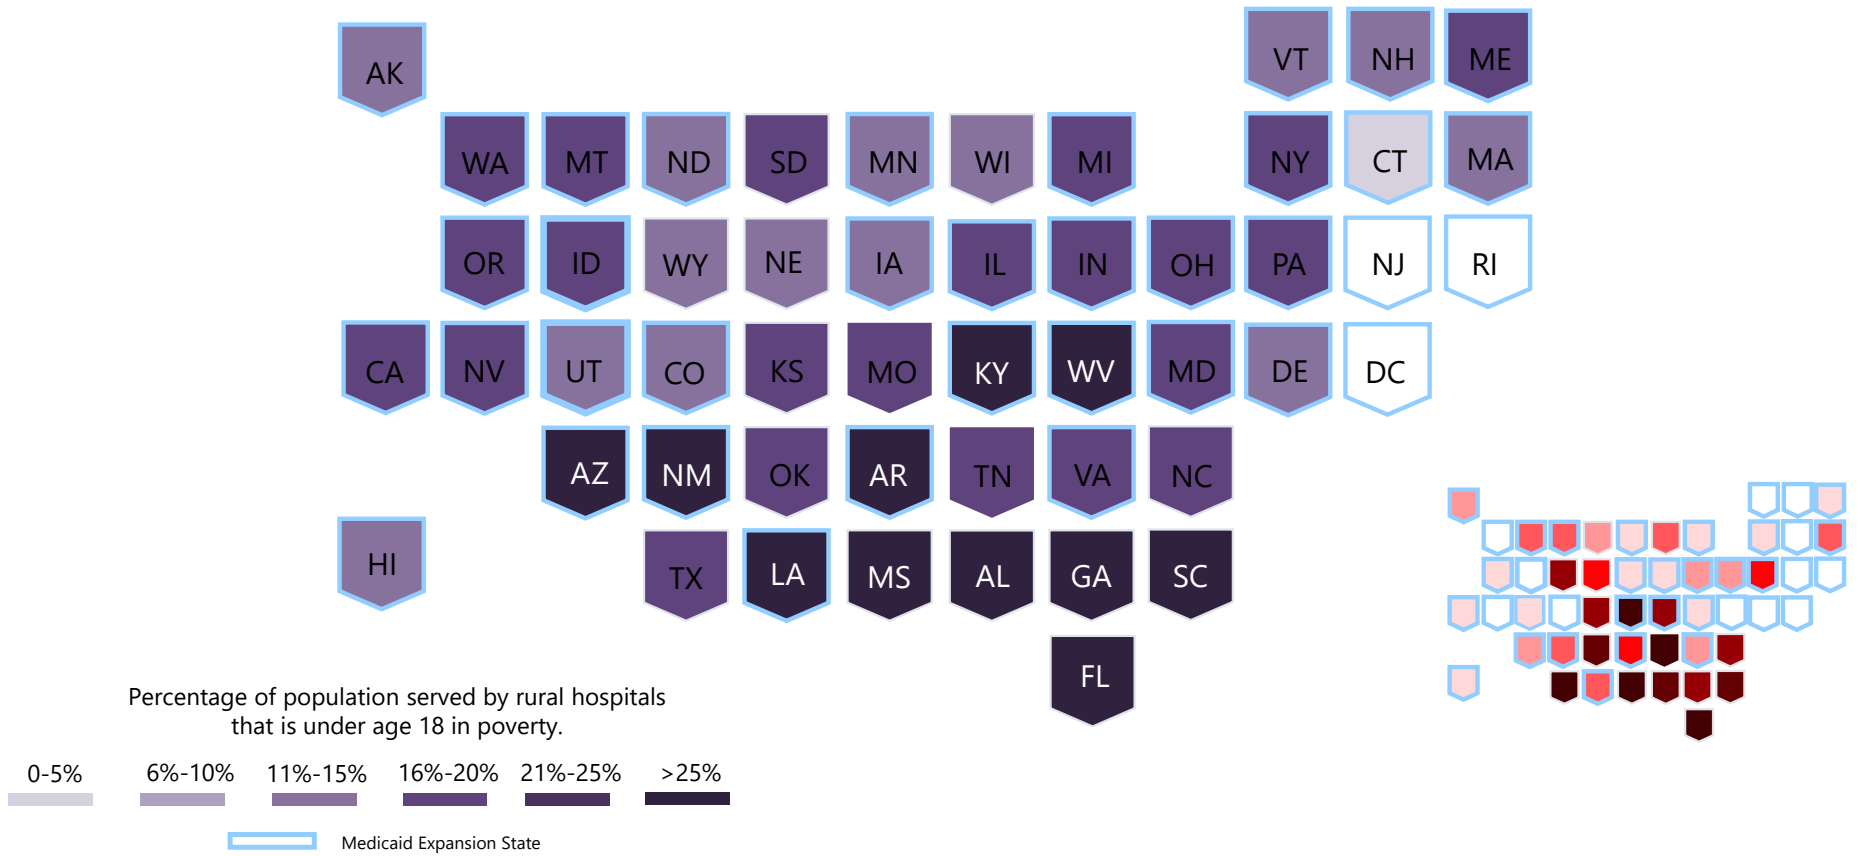 AK
VT NH ME
WA MT ND SD MN WI MI NY CT MA
OR ID WY NE IA IL IN OH PA NJ RI
CA NV UT CO KS MO KY WV MD DE DC
AZ NM OK AR TN VA NC
HI TX LA MS AL GA SC
FL
Percentage of population served by rural hospitals
that is under age 18 in poverty.
0-5% 6%-10% 11%-15% 16%-20% 21%-25% >25%
Medicaid Expansion State